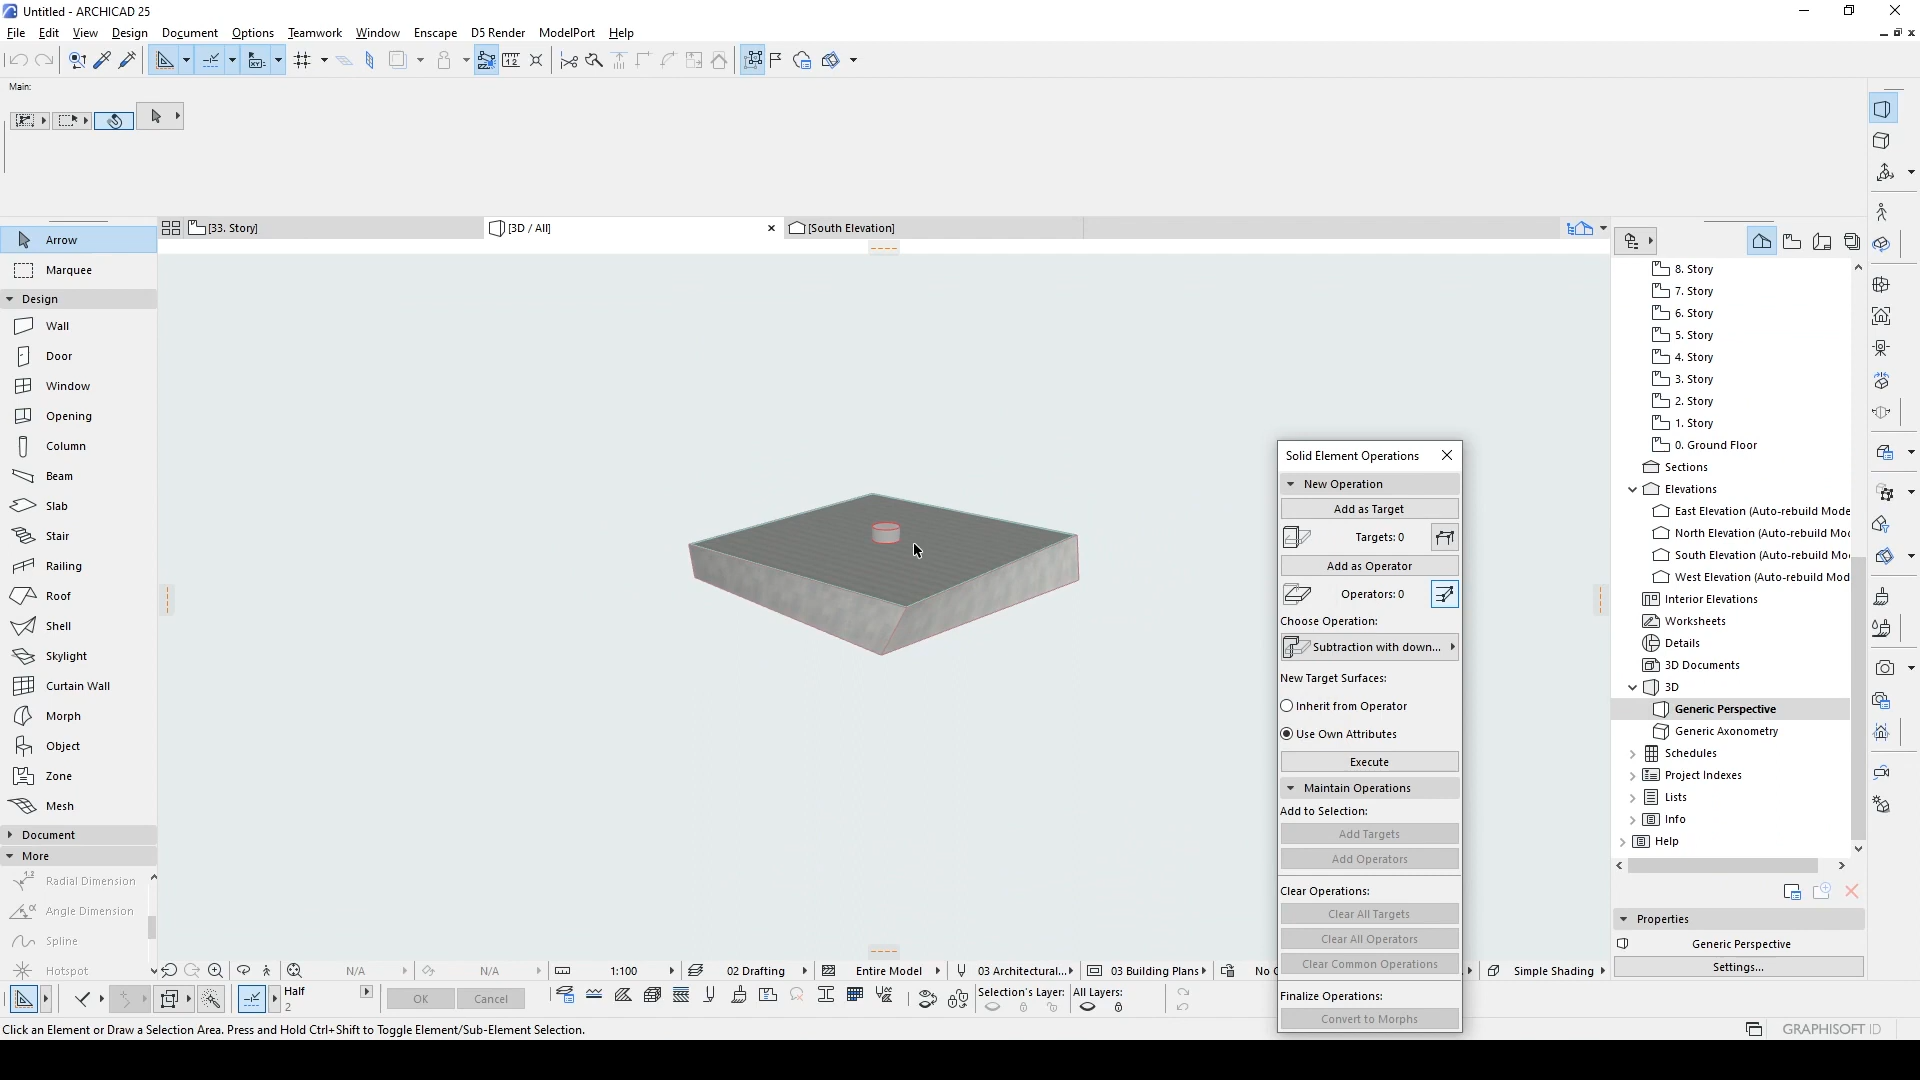 Untitled - ARCHICAD 25
File Edit View Design Document Options Teamwork Window Enscape D5 Render ModelPort Help
Main:
[33. Story]
[3D / All]
[South Elevation]
Arrow
Marquee
Design
Wall
Door
Window
Opening
Column
Beam
Slab
Stair
Railing
Roof
Shell
Skylight
Curtain Wall
Morph
Object
Zone
Mesh
Document
More
Radial Dimension
Angle Dimension
Spline
Hotspot
Solid Element Operations
New Operation
Add as Target
Targets: 0
Add as Operator
Operators: 0
Choose Operation:
Subtraction with down...
New Target Surfaces:
Inherit from Operator
Use Own Attributes
Execute
Maintain Operations
Add to Selection:
Add Targets
Add Operators
Clear Operations:
Clear All Targets
Clear All Operators
Clear Common Operations
Finalize Operations:
Convert to Morphs
8. Story
7. Story
6. Story
5. Story
4. Story
3. Story
2. Story
1. Story
0. Ground Floor
Sections
Elevations
East Elevation (Auto-rebuild Mode
North Elevation (Auto-rebuild Mo
South Elevation (Auto-rebuild Mo
West Elevation (Auto-rebuild Mod
Interior Elevations
Worksheets
Details
3D Documents
3D
Generic Perspective
Generic Axonometry
Schedules
Project Indexes
Lists
Info
Help
Properties
Generic Perspective
Settings...
N/A N/A 1:100 02 Drafting Entire Model 03 Architectural... 03 Building Plans No Simple Shading
Half
2
OK Cancel
Selection's Layer: All Layers:
Click an Element or Draw a Selection Area. Press and Hold Ctrl+Shift to Toggle Element/Sub-Element Selection.
GRAPHISOFT ID